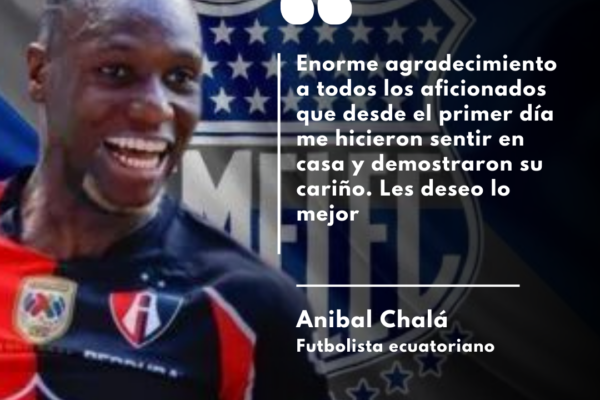 Enorme agradecimiento
a todos los aficionados
que desde el primer día
me hicieron sentir en
casa y demostraron su
cariño. Les deseo lo
mejor
Anibal Chalá
Futbolista ecuatoriano